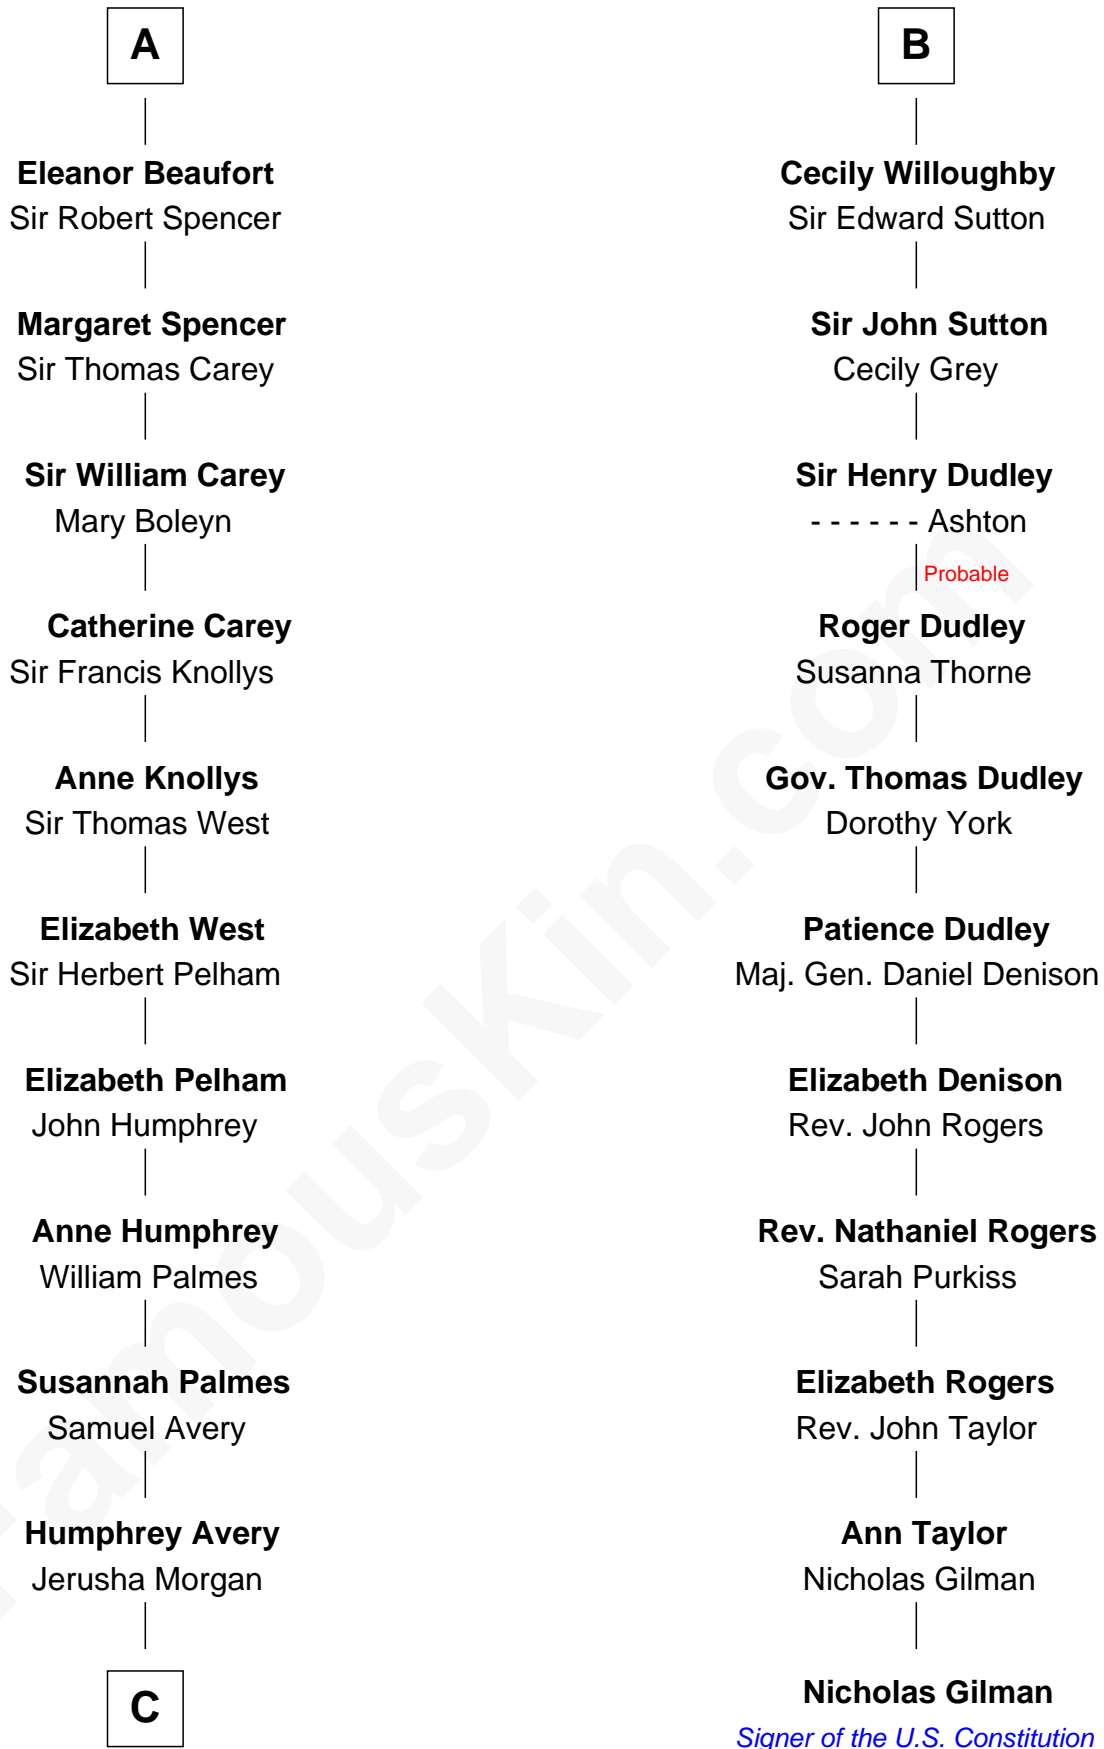 A
Eleanor Beaufort
Sir Robert Spencer
Margaret Spencer
Sir Thomas Carey
Sir William Carey
Mary Boleyn
Catherine Carey
Sir Francis Knollys
Anne Knollys
Sir Thomas West
Elizabeth West
Sir Herbert Pelham
Elizabeth Pelham
John Humphrey
Anne Humphrey
William Palmes
Susannah Palmes
Samuel Avery
Humphrey Avery
Jerusha Morgan
C
B
Cecily Willoughby
Sir Edward Sutton
Sir John Sutton
Cecily Grey
Sir Henry Dudley
- - - - - - Ashton
Probable
Roger Dudley
Susanna Thorne
Gov. Thomas Dudley
Dorothy York
Patience Dudley
Maj. Gen. Daniel Denison
Elizabeth Denison
Rev. John Rogers
Rev. Nathaniel Rogers
Sarah Purkiss
Elizabeth Rogers
Rev. John Taylor
Ann Taylor
Nicholas Gilman
Nicholas Gilman
Signer of the U.S. Constitution
FamousKin.com